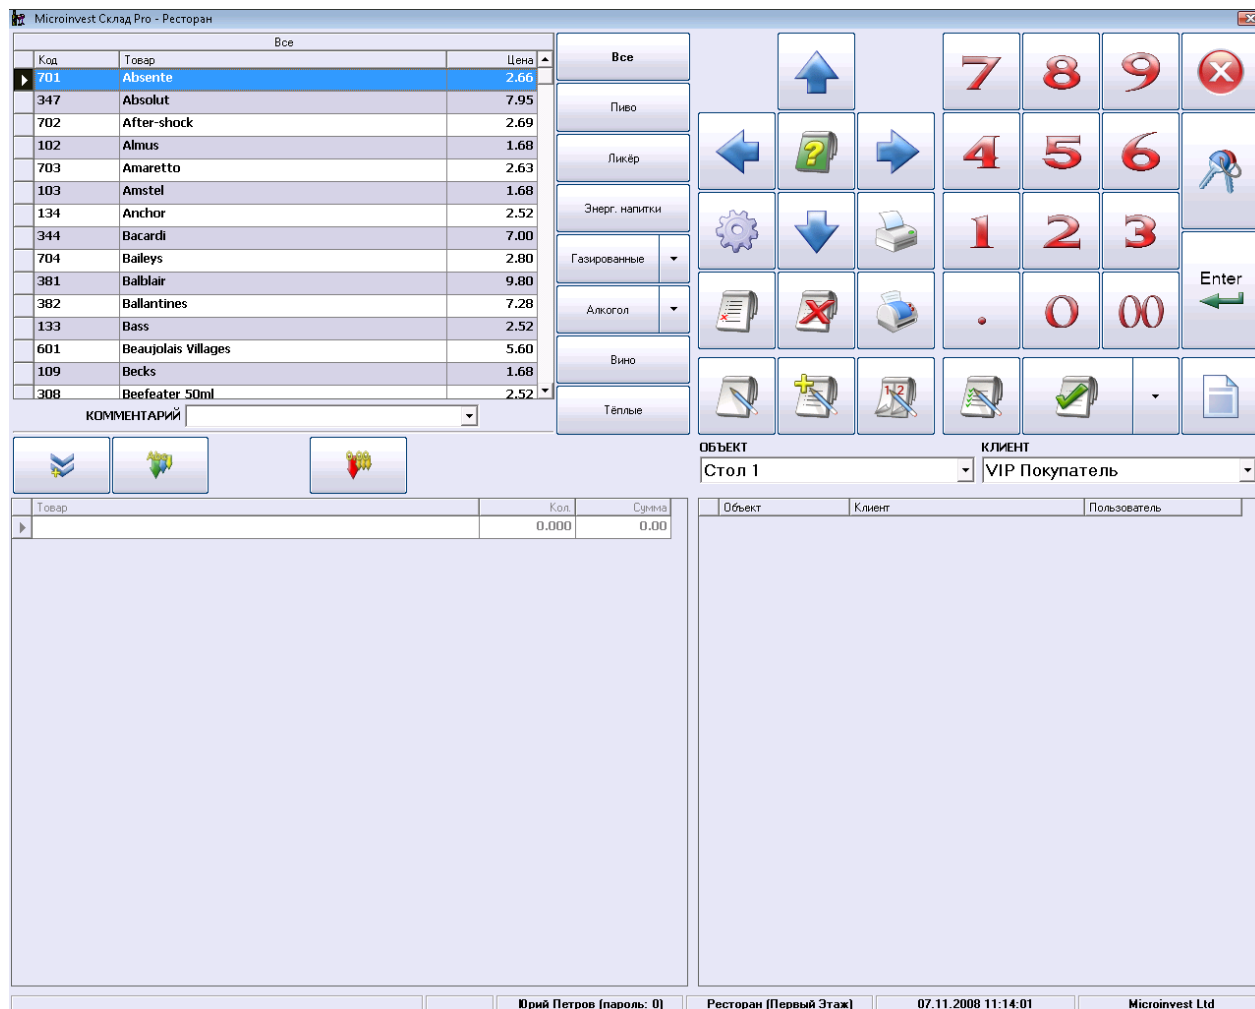 Microinvest Склад Pro - Ресторан
Все
Код Товар Цена
701 Absente 2.66
347 Absolut 7.95
702 After-shock 2.69
102 Almus 1.68
703 Amaretto 2.63
103 Amstel 1.68
134 Anchor 2.52
344 Bacardi 7.00
704 Baileys 2.80
381 Balblair 9.80
382 Ballantines 7.28
133 Bass 2.52
601 Beaujolais Villages 5.60
109 Becks 1.68
308 Beefeater 50ml 2.52
КОММЕНТАРИЙ
Все
Пиво
Ликёр
Энерг. напитки
Газированные
Алкогол
Вино
Тёплые
7 8 9
4 5 6
1 2 3
Enter
. 0 00
1 2
ОБЪЕКТ КЛИЕНТ
Стол 1 VIP Покупатель
Товар Кол. Сумма
0.000 0.00
Объект Клиент Пользователь
Юрий Петров (пароль: 0) Ресторан (Первый Этаж) 07.11.2008 11:14:01 Microinvest Ltd